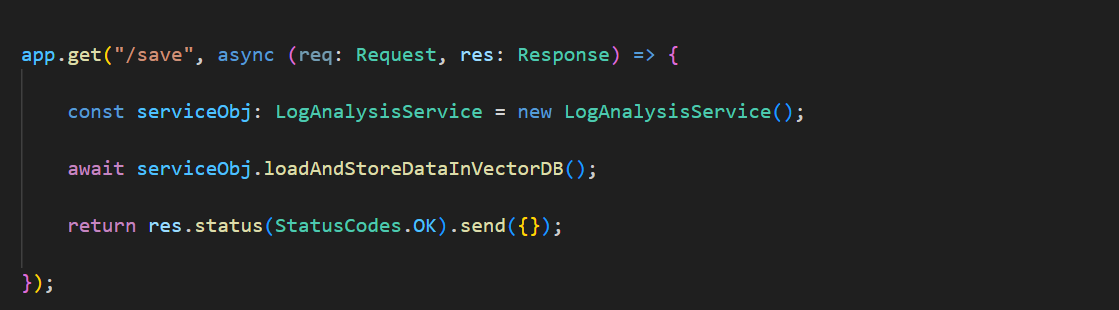 app.get("/save", async (req: Request, res: Response) => {
const serviceObj: LogAnalysisService = new LogAnalysisService();
await serviceObj.loadAndStoreDataInVectorDB();
return res.status(StatusCodes.OK).send({});
});